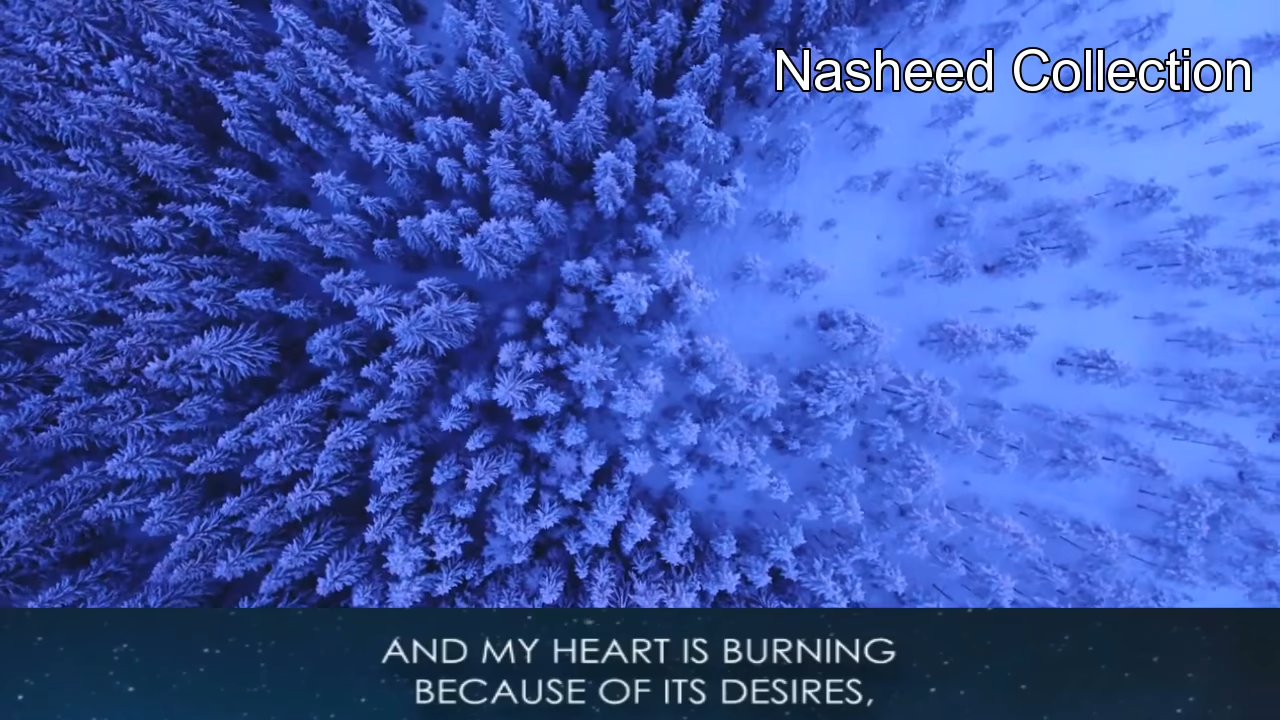 Nasheed Collection
AND MY HEART IS BURNING
BECAUSE OF ITS DESIRES,